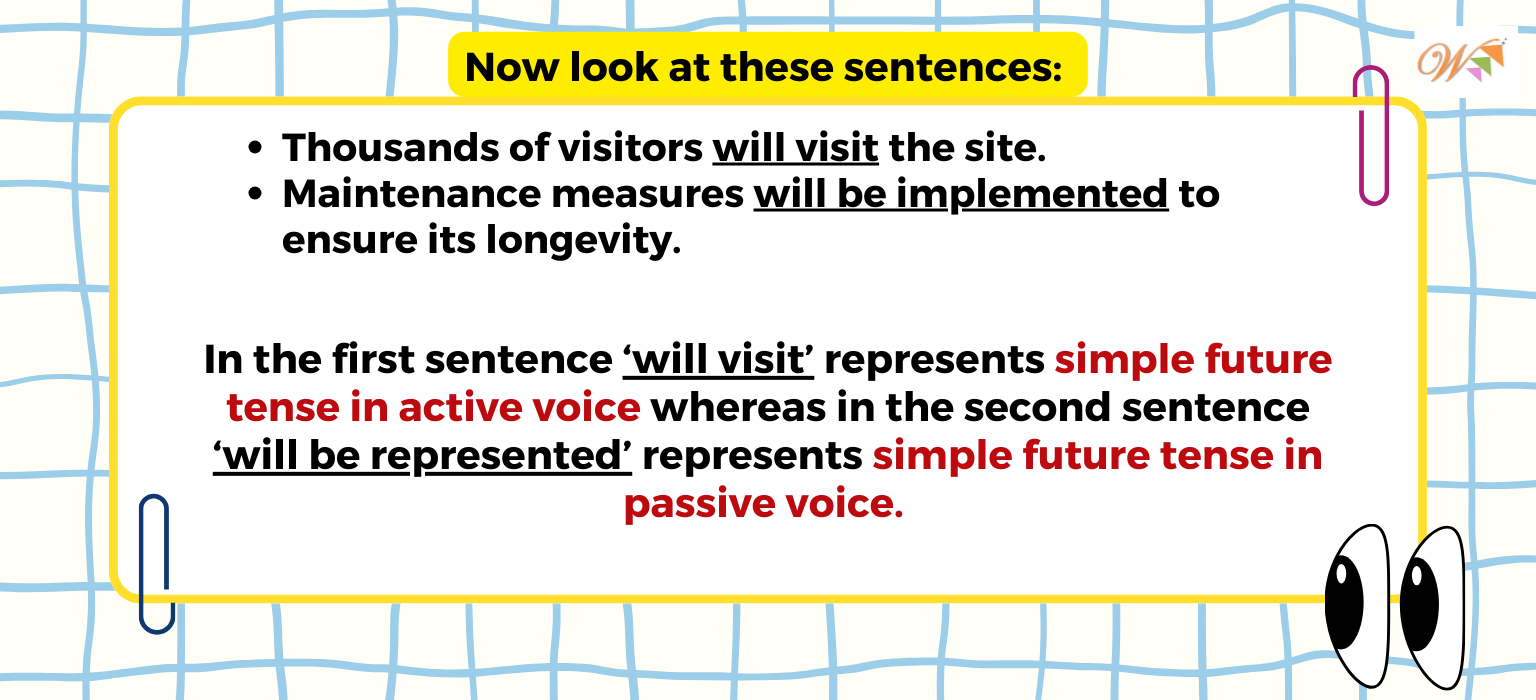 Now look at these sentences:
• Thousands of visitors will visit the site.
• Maintenance measures will be implemented to
ensure its longevity.
In the first sentence ‘will visit’ represents simple future
tense in active voice whereas in the second sentence
‘will be represented’ represents simple future tense in
passive voice.
W